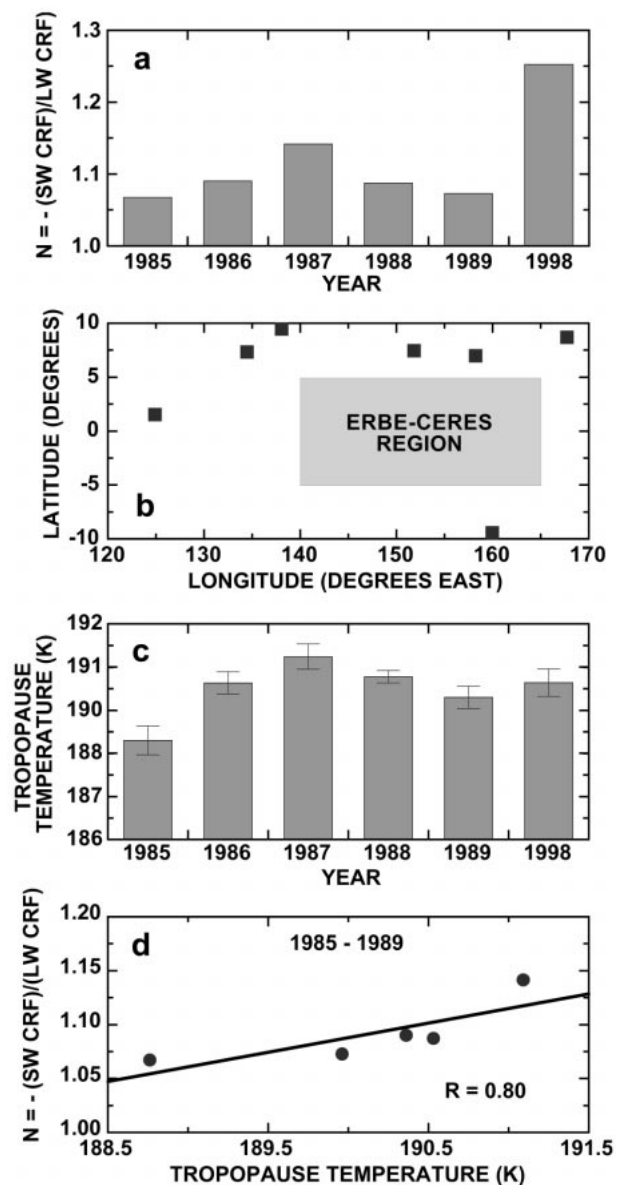 a
N = - (SW CRF)/LW CRF
1.3
1.2
1.1
1.0
1985 1986 1987 1988 1989 1998
YEAR
b
LATITUDE (DEGREES)
10
5
0
-5
-10
ERBE-CERES
REGION
120 130 140 150 160 170
LONGITUDE (DEGREES EAST)
c
TROPOPAUSE
TEMPERATURE (K)
192
191
190
188
187
186
1985 1986 1987 1988 1989 1998
YEAR
d
N = - (SW CRF)/(LW CRF)
1.20
1.15
1.10
1.05
1.00
1985 - 1989
R = 0.80
188.5 189.5 190.5 191.5
TROPOPAUSE TEMPERATURE (K)